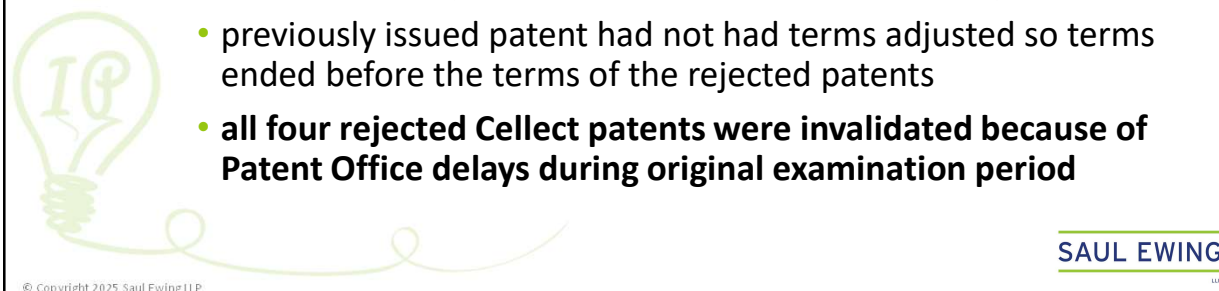 IP
• previously issued patent had not had terms adjusted so terms
ended before the terms of the rejected patents
• all four rejected Cellect patents were invalidated because of
Patent Office delays during original examination period
SAUL EWING
© Copyright 2025 Saul Ewing LLP